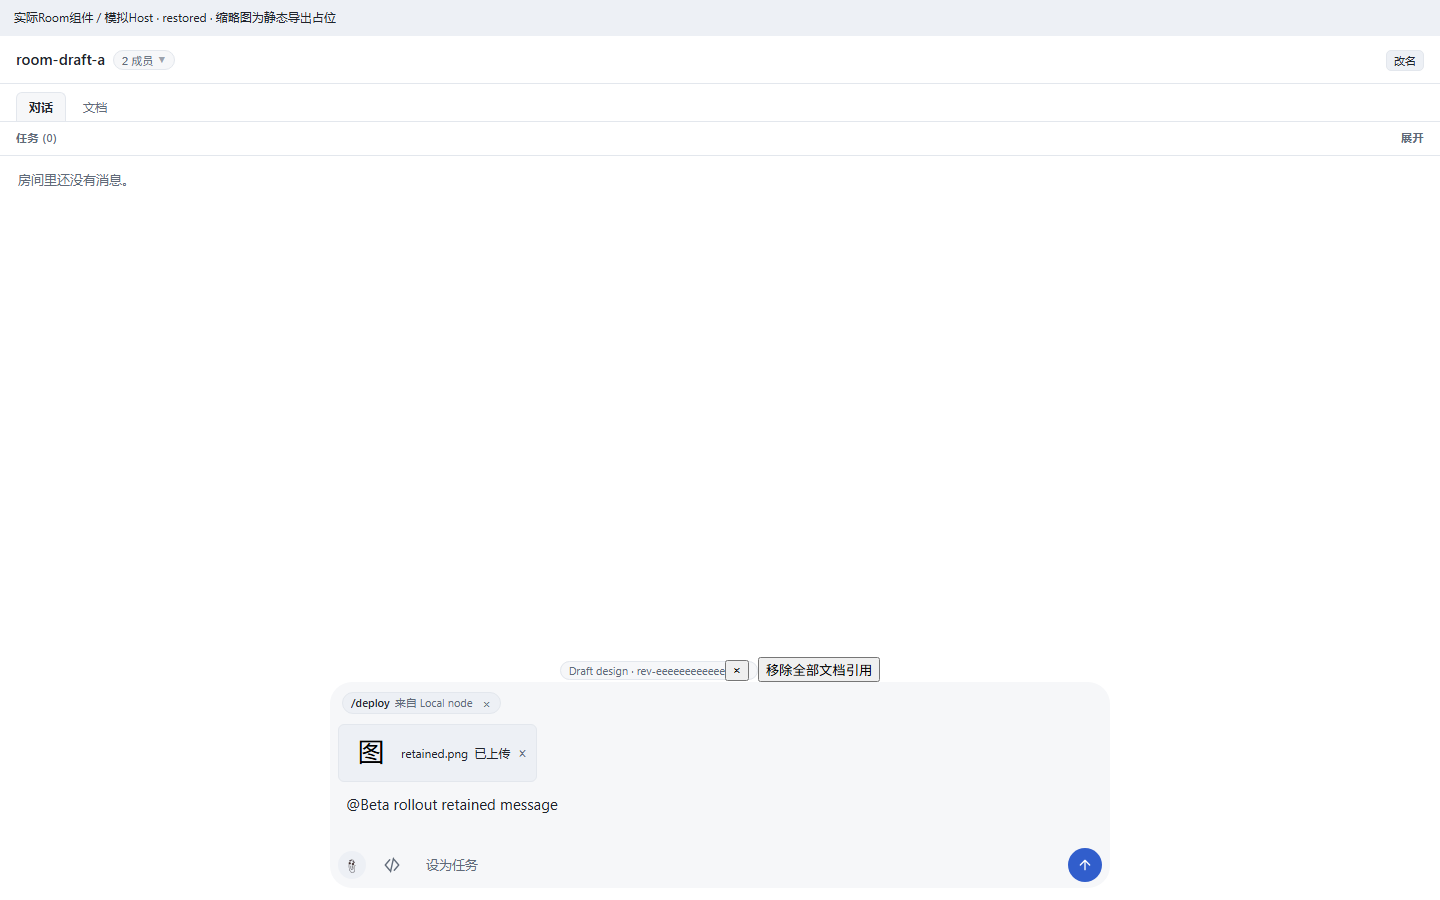 实际Room组件 / 模拟Host · restored · 缩略图为静态导出占位
room-draft-a 2 成员 ▼ 改名
对话 文档
任务 (0) 展开
房间里还没有消息。
Draft design · rev-eeeeeeeeeeee × 移除全部文档引用
/deploy 来自 Local node ×
图 retained.png 已上传 ×
@Beta rollout retained message
设为任务